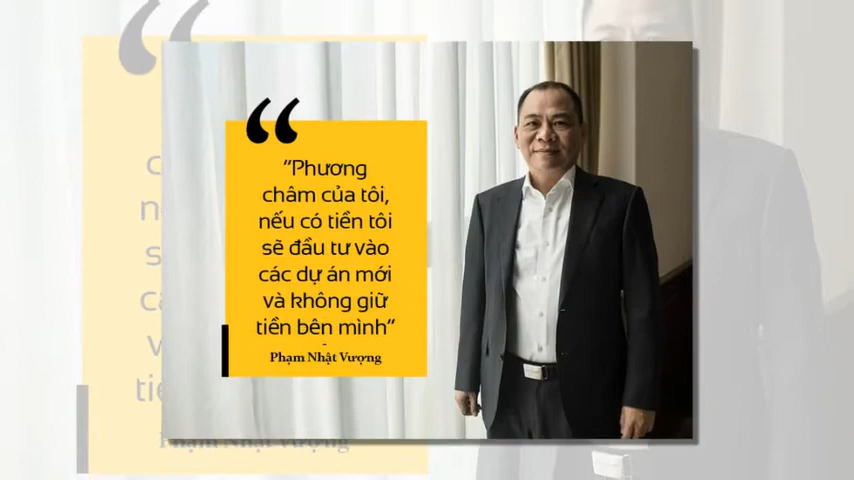 “
"Phương
châm của tôi,
nếu có tiền tôi
sẽ đầu tư vào
các dự án mới
và không giữ
tiền bên mình"
-
Phạm Nhật Vượng